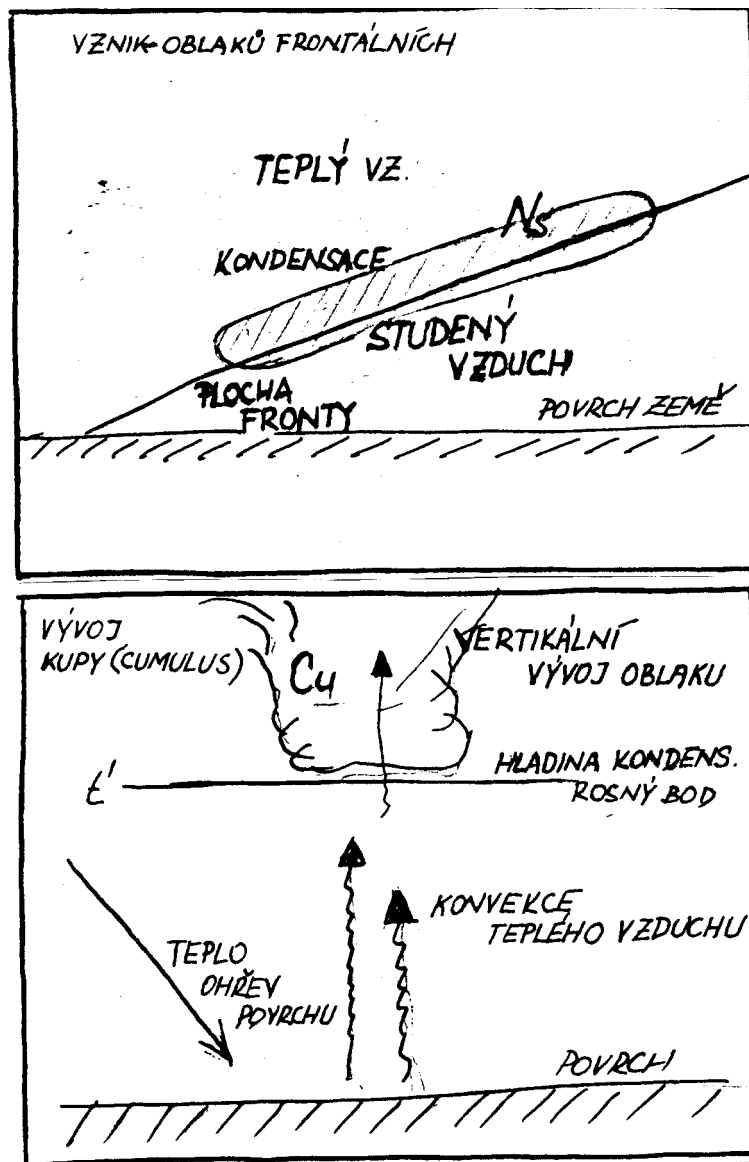 VZNIK OBLAKŮ FRONTÁLNÍCH
TEPLÝ VZ.
Ns
KONDENSACE
STUDENÝ
VZDUCH
PLOCHA
FRONTY
POVRCH ZEMĚ
VÝVOJ
KUPY (CUMULUS)
Cu
VERTIKÁLNÍ
VÝVOJ OBLAKU
HLADINA KONDENS.
ROSNÝ BOD
t'
KONVEKCE
TEPLÉHO VZDUCHU
TEPLO
OHŘEV
POVRCHU
POVRCH